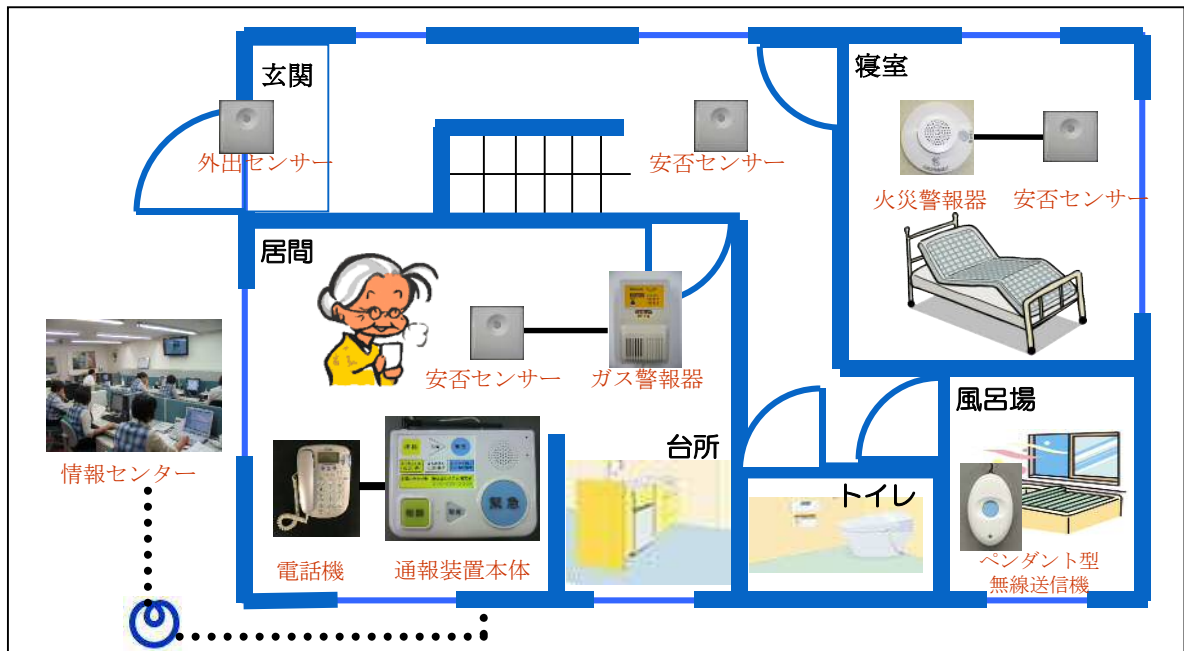 玄関
外出センサー
安否センサー
寝室
火災警報器
安否センサー
居間
安否センサー
ガス警報器
情報センター
電話機
緊急
通報装置本体
台所
トイレ
風呂場
ペンダント型
無線送信機